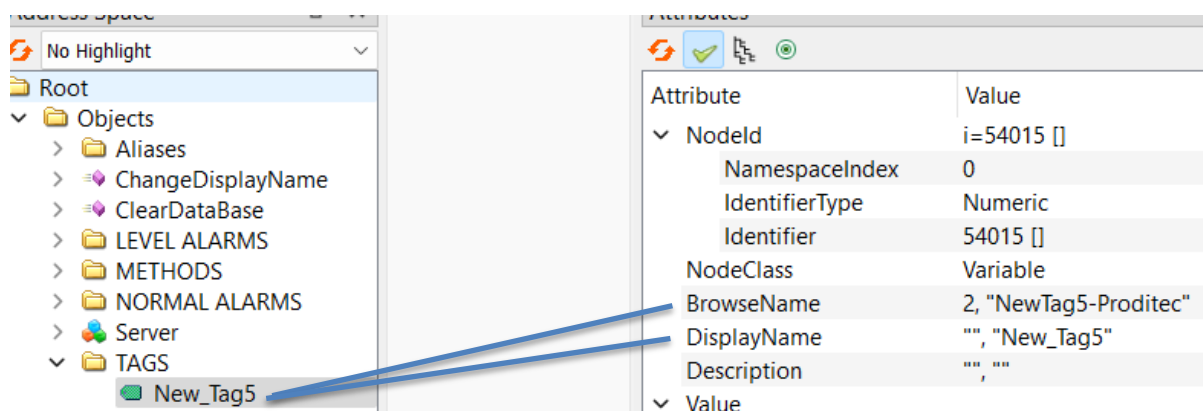 Address Space
No Highlight
Root
Objects
Aliases
ChangeDisplayName
ClearDataBase
LEVEL ALARMS
METHODS
NORMAL ALARMS
Server
TAGS
New_Tag5
Attributes
Attribute Value
NodeId i=54015 []
NamespaceIndex 0
IdentifierType Numeric
Identifier 54015 []
NodeClass Variable
BrowseName 2, "NewTag5-Proditec"
DisplayName "", "New_Tag5"
Description "", ""
Value